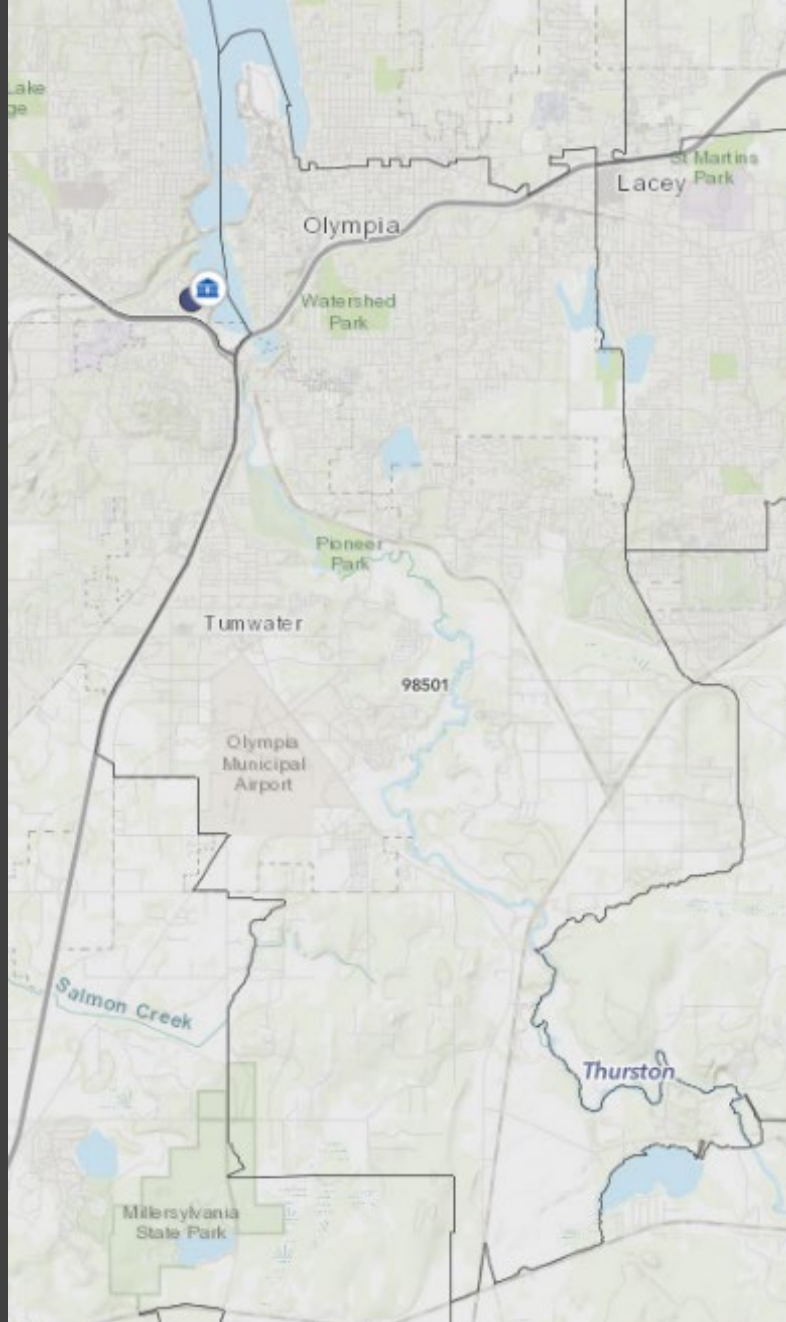 Lake
ge
St Martins
Park
Lacey
Olympia
Watershed
Park
Pioneer
Park
Tumwater
98501
Olympia
Municipal
Airport
Salmon Creek
Thurston
Millersylvania
State Park